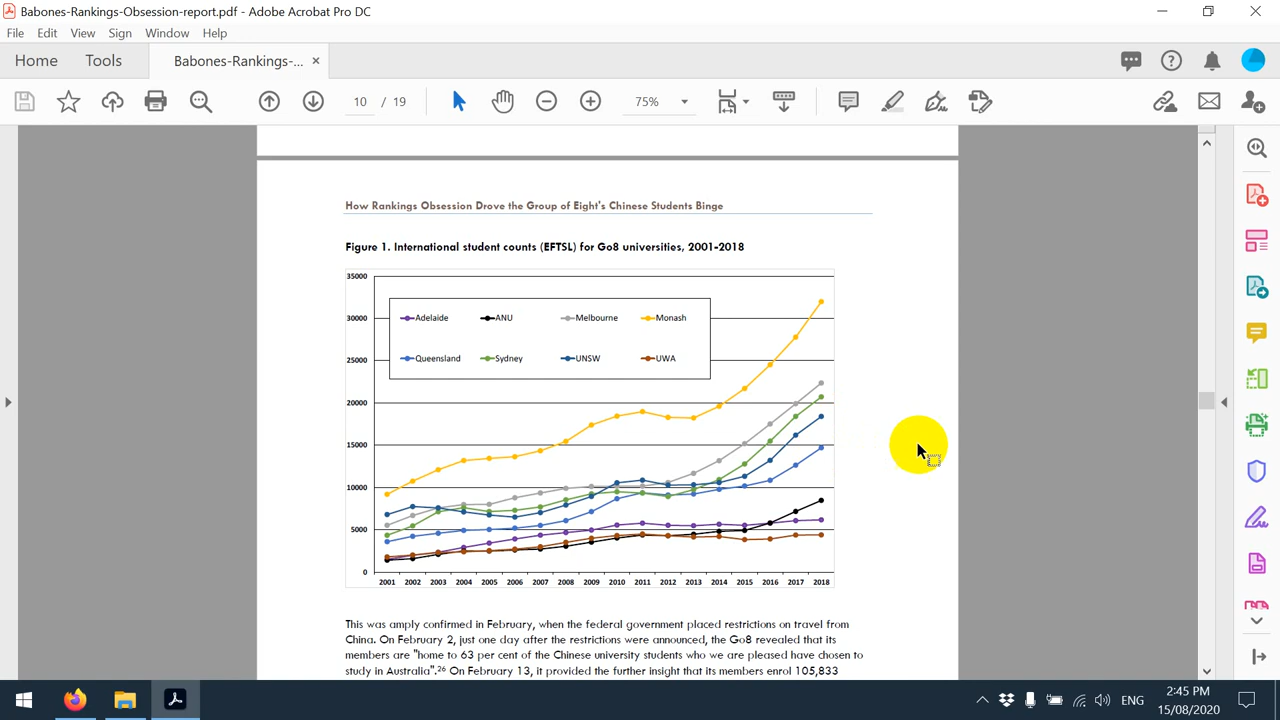 Babones-Rankings-Obsession-report.pdf - Adobe Acrobat Pro DC
File Edit View Sign Window Help
Home Tools Babones-Rankings-... ×
10 / 19 75%
How Rankings Obsession Drove the Group of Eight's Chinese Students Binge
Figure 1. International student counts (EFTSL) for Go8 universities, 2001-2018
35000
30000
25000
20000
15000
10000
5000
0
Adelaide ANU Melbourne Monash
Queensland Sydney UNSW UWA
2001 2002 2003 2004 2005 2006 2007 2008 2009 2010 2011 2012 2013 2014 2015 2016 2017 2018
This was amply confirmed in February, when the federal government placed restrictions on travel from
China. On February 2, just one day after the restrictions were announced, the Go8 revealed that its
members are "home to 63 per cent of the Chinese university students who we are pleased have chosen to
study in Australia".26 On February 13, it provided the further insight that its members enrol 105,833
ENG
2:45 PM
15/08/2020